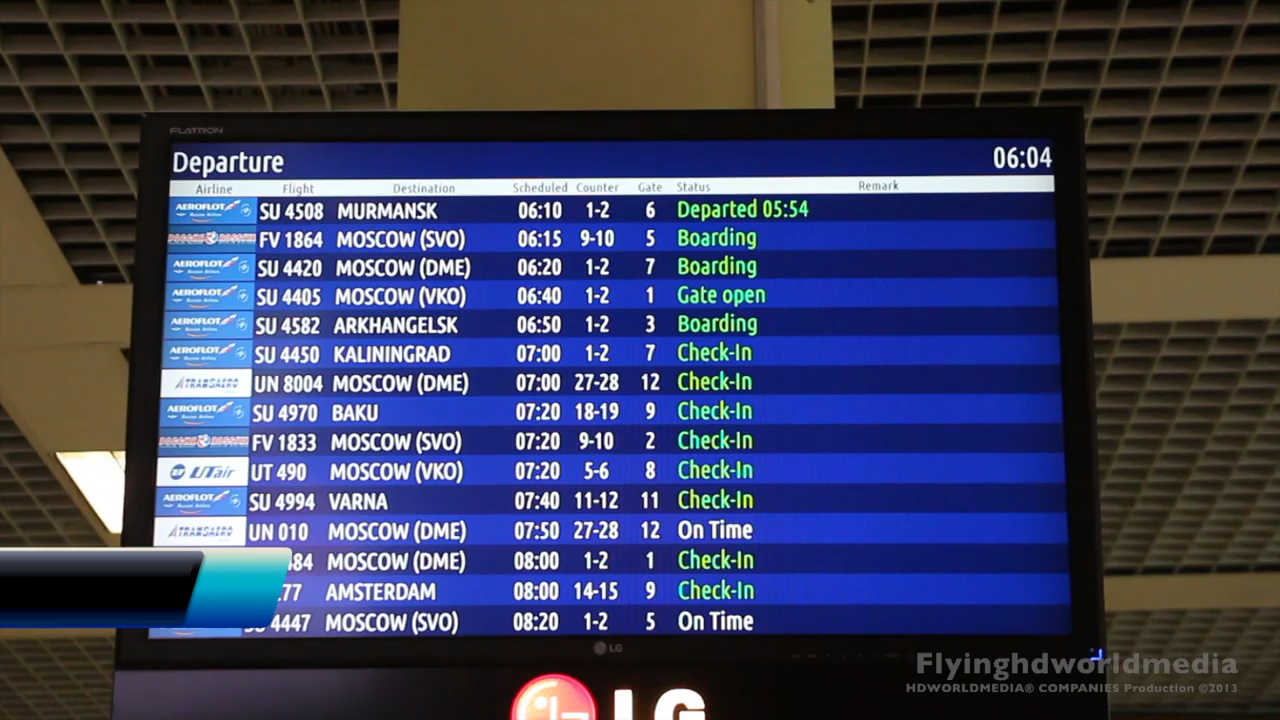 FLATRON
Departure 06:04
Airline Flight Destination Scheduled Counter Gate Status Remark
AEROFLOT SU 4508 MURMANSK 06:10 1-2 6 Departed 05:54
FV 1864 MOSCOW (SVO) 06:15 9-10 5 Boarding
AEROFLOT SU 4420 MOSCOW (DME) 06:20 1-2 7 Boarding
AEROFLOT SU 4405 MOSCOW (VKO) 06:40 1-2 1 Gate open
AEROFLOT SU 4582 ARKHANGELSK 06:50 1-2 3 Boarding
AEROFLOT SU 4450 KALININGRAD 07:00 1-2 7 Check-In
TRANSAERO UN 8004 MOSCOW (DME) 07:00 27-28 12 Check-In
AEROFLOT SU 4970 BAKU 07:20 18-19 9 Check-In
FV 1833 MOSCOW (SVO) 07:20 9-10 2 Check-In
UTair UT 490 MOSCOW (VKO) 07:20 5-6 8 Check-In
AEROFLOT SU 4994 VARNA 07:40 11-12 11 Check-In
TRANSAERO UN 010 MOSCOW (DME) 07:50 27-28 12 On Time
484 MOSCOW (DME) 08:00 1-2 1 Check-In
77 AMSTERDAM 08:00 14-15 9 Check-In
4447 MOSCOW (SVO) 08:20 1-2 5 On Time
LG
LG
Flyinghdworldmedia
HDWORLDMEDIA® COMPANIES Production ©2013